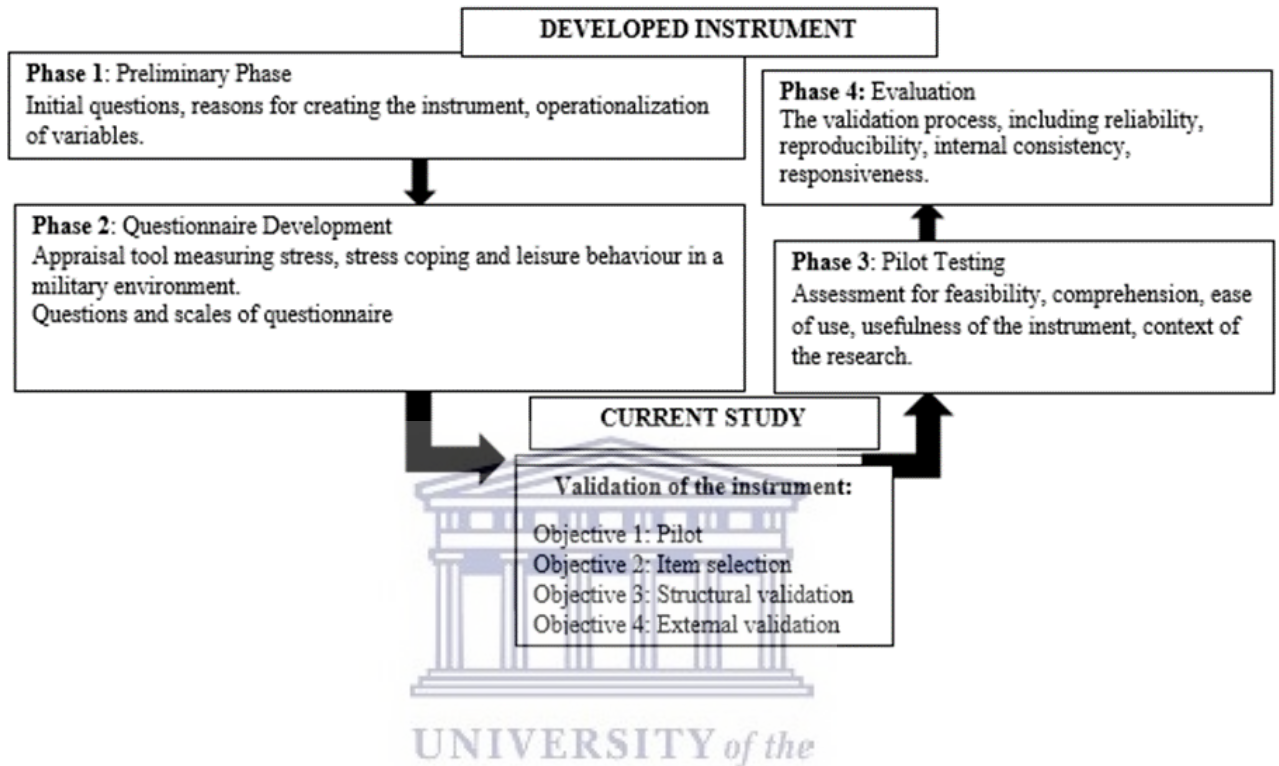 DEVELOPED INSTRUMENT
Phase 1: Preliminary Phase
Initial questions, reasons for creating the instrument, operationalization
of variables.
Phase 2: Questionnaire Development
Appraisal tool measuring stress, stress coping and leisure behaviour in a
military environment.
Questions and scales of questionnaire
CURRENT STUDY
Validation of the instrument:
Objective 1: Pilot
Objective 2: Item selection
Objective 3: Structural validation
Objective 4: External validation
Phase 3: Pilot Testing
Assessment for feasibility, comprehension, ease
of use, usefulness of the instrument, context of
the research.
Phase 4: Evaluation
The validation process, including reliability,
reproducibility, internal consistency,
responsiveness.
UNIVERSITY of the